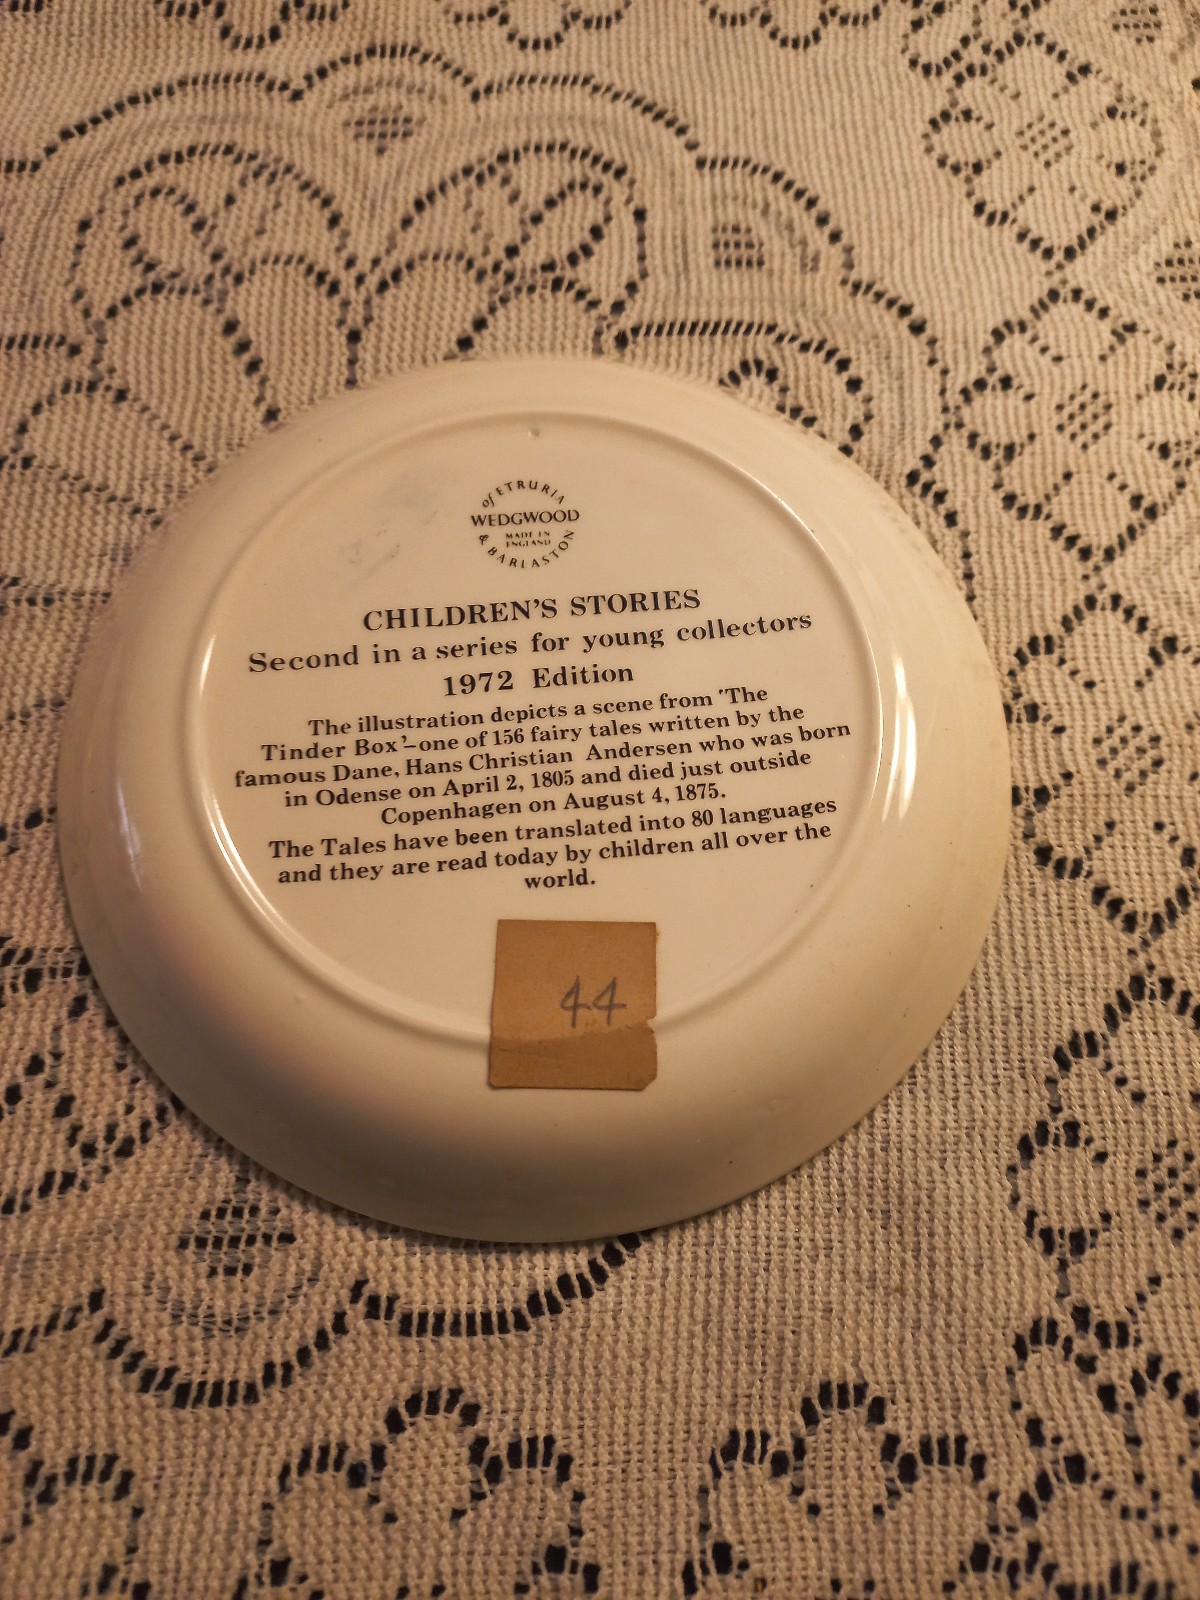 of ETRURIA
WEDGWOOD
MADE IN
ENGLAND
& BARLASTON
CHILDREN'S STORIES
Second in a series for young collectors
1972 Edition
The illustration depicts a scene from 'The
Tinder Box'–one of 156 fairy tales written by the
famous Dane, Hans Christian Andersen who was born
in Odense on April 2, 1805 and died just outside
Copenhagen on August 4, 1875.
The Tales have been translated into 80 languages
and they are read today by children all over the
world.
44